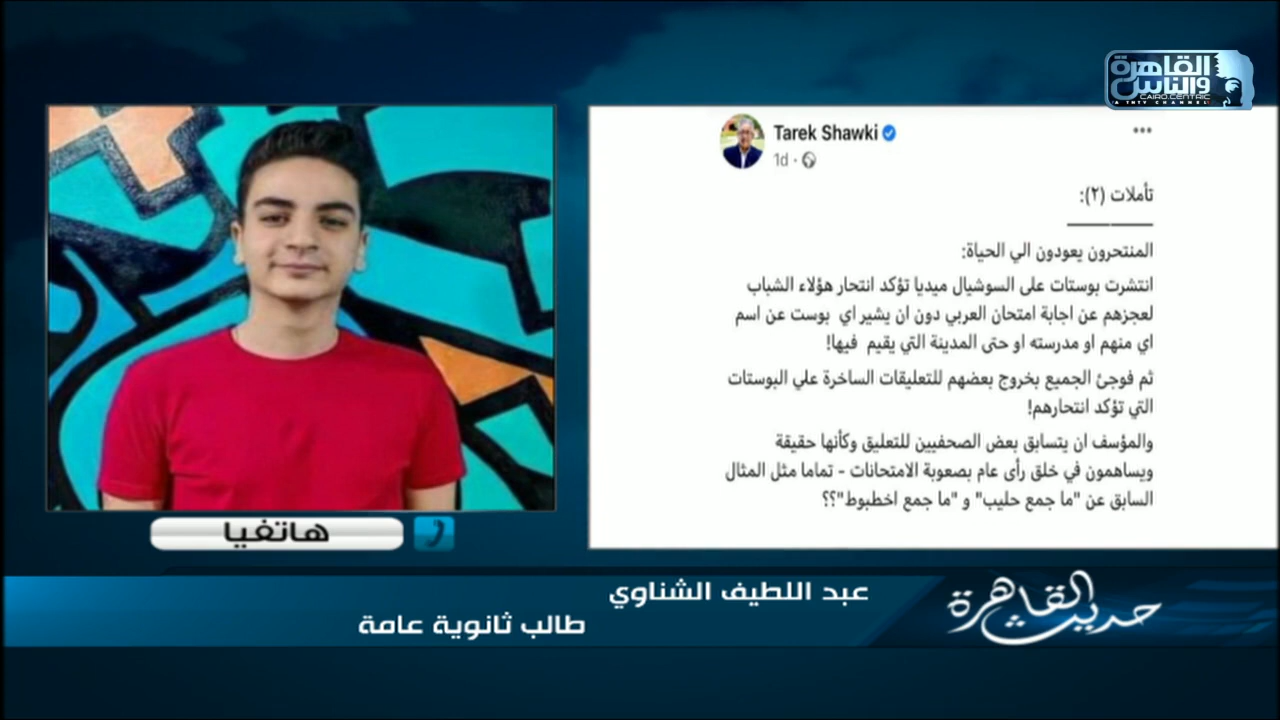 القاهرة
والناس
CAIRO.CENTRIC
A TNTV CHANNEL
Tarek Shawki
1d
تأملات (٢):
المنتحرون يعودون الي الحياة:
انتشرت بوستات على السوشيال ميديا تؤكد انتحار هؤلاء الشباب
لعجزهم عن اجابة امتحان العربي دون ان يشير اي بوست عن اسم
اي منهم او مدرسته او حتى المدينة التي يقيم فيها!
ثم فوجئ الجميع بخروج بعضهم للتعليقات الساخرة علي البوستات
التي تؤكد انتحارهم!
والمؤسف ان يتسابق بعض الصحفيين للتعليق وكأنها حقيقة
ويساهمون في خلق رأى عام بصعوبة الامتحانات - تماما مثل المثال
السابق عن "ما جمع حليب" و "ما جمع اخطبوط"؟؟
هاتفيا
عبد اللطيف الشناوي
طالب ثانوية عامة
حديث القاهرة